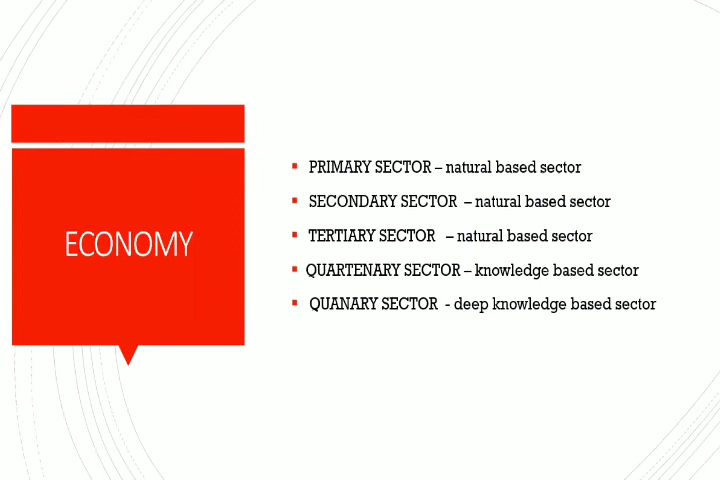 ECONOMY
PRIMARY SECTOR – natural based sector
SECONDARY SECTOR – natural based sector
TERTIARY SECTOR – natural based sector
QUARTENARY SECTOR – knowledge based sector
QUANARY SECTOR - deep knowledge based sector